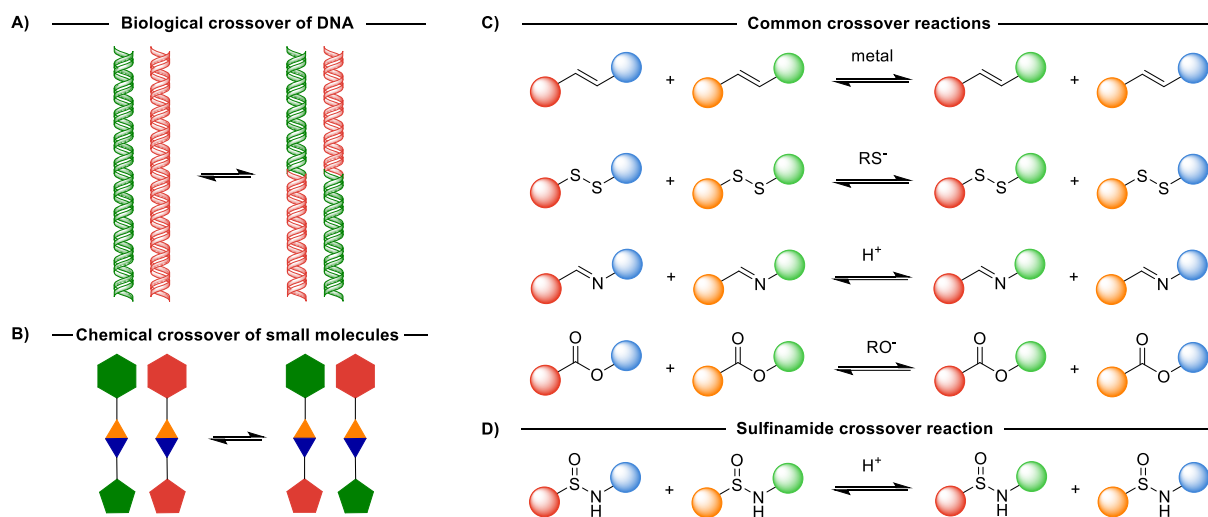 A) Biological crossover of DNA
B) Chemical crossover of small molecules
C) Common crossover reactions
metal
+ +
RS-
S S + S S S S + S S
H+
N + N N + N
RO-
O O + O O O O + O O
D) Sulfinamide crossover reaction
H+
O O O O
S N H + S N H S N H + S N H